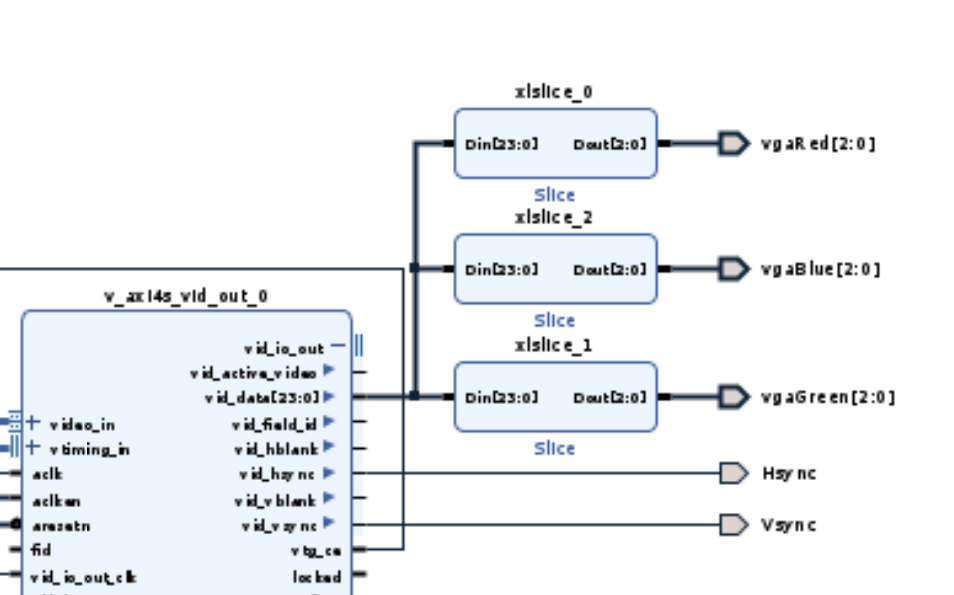 xlslice_0
Din[23:0] Dout[2:0] vgaRed[2:0]
Slice
xlslice_2
Din[23:0] Dout[2:0] vgaBlue[2:0]
Slice
xlslice_1
Din[23:0] Dout[2:0] vgaGreen[2:0]
Slice
v_axi4s_vid_out_0
vid_io_out
vid_active_video
vid_data[23:0]
video_in vid_field_id
vtiming_in vid_hblank
aclk vid_hsync Hsync
aclken vid_vblank
aresetn vid_vsync Vsync
fid vtg_ce
vid_io_out_clk locked